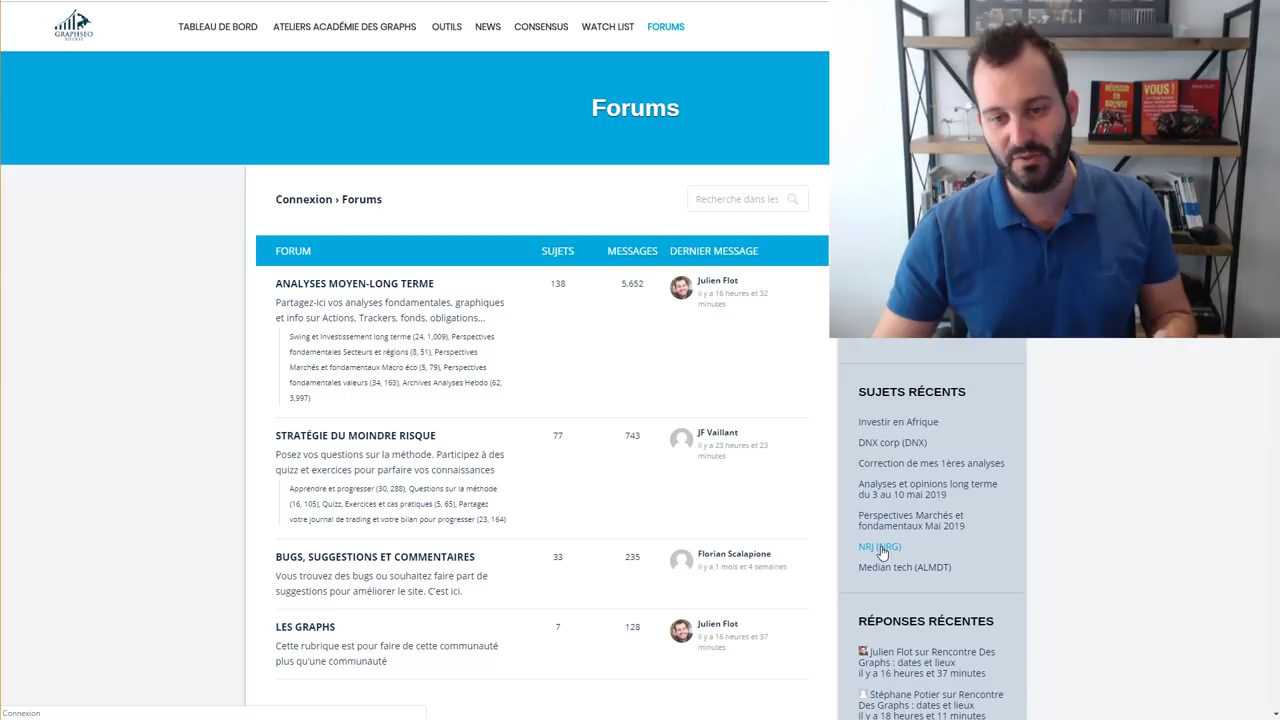 GRAPHSEO
BOURSE
TABLEAU DE BORD
ATELIERS ACADÉMIE DES GRAPHS
OUTILS
NEWS
CONSENSUS
WATCH LIST
FORUMS
Forums
Connexion › Forums
Recherche dans les
FORUM
SUJETS
MESSAGES
DERNIER MESSAGE
ANALYSES MOYEN-LONG TERME
Partagez-ici vos analyses fondamentales, graphiques
et info sur Actions, Trackers, fonds, obligations...
Swing et Investissement long terme (24, 1,009), Perspectives
fondamentales Secteurs et régions (8, 51), Perspectives
Marchés et fondamentaux Macro éco (5, 79), Perspectives
fondamentales valeurs (34, 163), Archives Analyses Hebdo (62,
3,997)
138
5,652
Julien Flot
il y a 16 heures et 32
minutes
STRATÉGIE DU MOINDRE RISQUE
Posez vos questions sur la méthode. Participez à des
quizz et exercices pour parfaire vos connaissances
Apprendre et progresser (30, 288), Questions sur la méthode
(16, 105), Quizz, Exercices et cas pratiques (5, 65), Partagez
votre journal de trading et votre bilan pour progresser (23, 164)
77
743
JF Vaillant
il y a 23 heures et 23
minutes
BUGS, SUGGESTIONS ET COMMENTAIRES
Vous trouvez des bugs ou souhaitez faire part de
suggestions pour améliorer le site. C'est ici.
33
235
Florian Scalapione
il y a 1 mois et 4 semaines
LES GRAPHS
Cette rubrique est pour faire de cette communauté
plus qu'une communauté
7
128
Julien Flot
il y a 16 heures et 37
minutes
SUJETS RÉCENTS
Investir en Afrique
DNX corp (DNX)
Correction de mes 1ères analyses
Analyses et opinions long terme
du 3 au 10 mai 2019
Perspectives Marchés et
fondamentaux Mai 2019
NRJ (NRG)
Median tech (ALMDT)
RÉPONSES RÉCENTES
Julien Flot sur Rencontre Des
Graphs : dates et lieux
il y a 16 heures et 37 minutes
Stéphane Potier sur Rencontre
Des Graphs : dates et lieux
il y a 18 heures et 11 minutes
Connexion
RÉUSSIR
EN
BOURSE
VOUS !